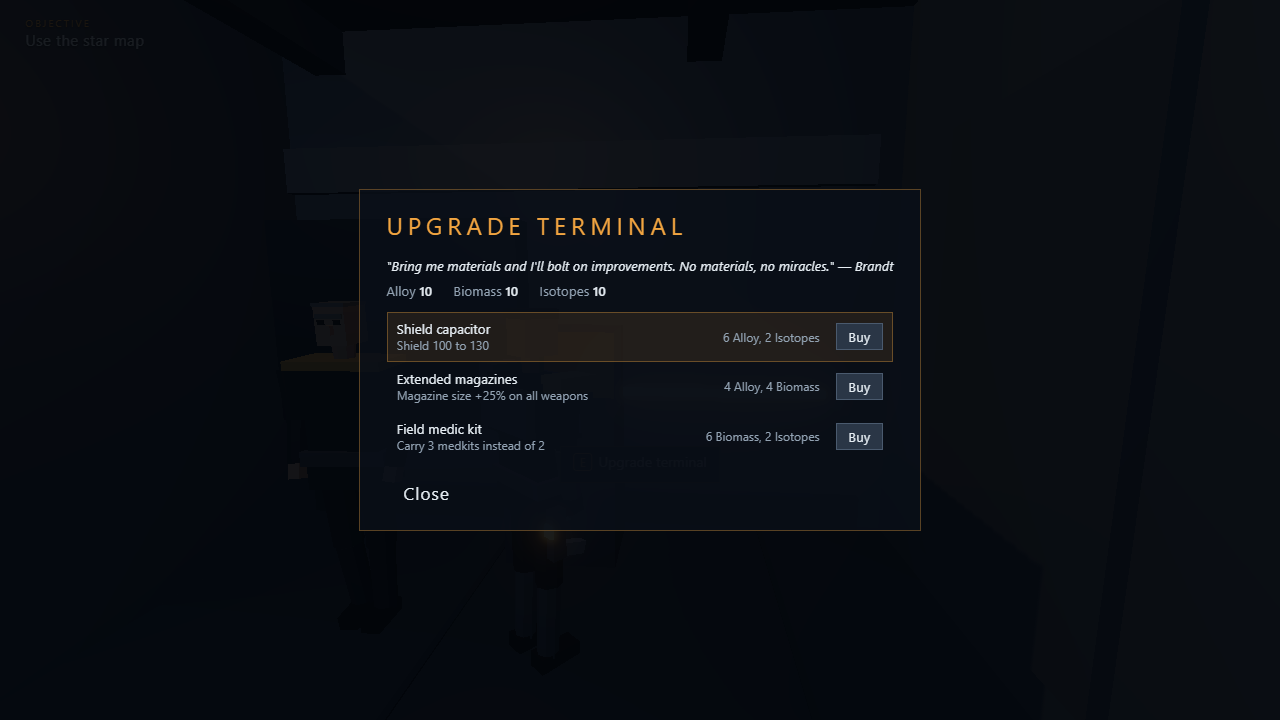 OBJECTIVE
Use the star map
UPGRADE TERMINAL
"Bring me materials and I'll bolt on improvements. No materials, no miracles." — Brandt
Alloy 10 Biomass 10 Isotopes 10
Shield capacitor
Shield 100 to 130
6 Alloy, 2 Isotopes
Buy
Extended magazines
Magazine size +25% on all weapons
4 Alloy, 4 Biomass
Buy
Field medic kit
Carry 3 medkits instead of 2
6 Biomass, 2 Isotopes
Buy
Upgrade terminal
Close